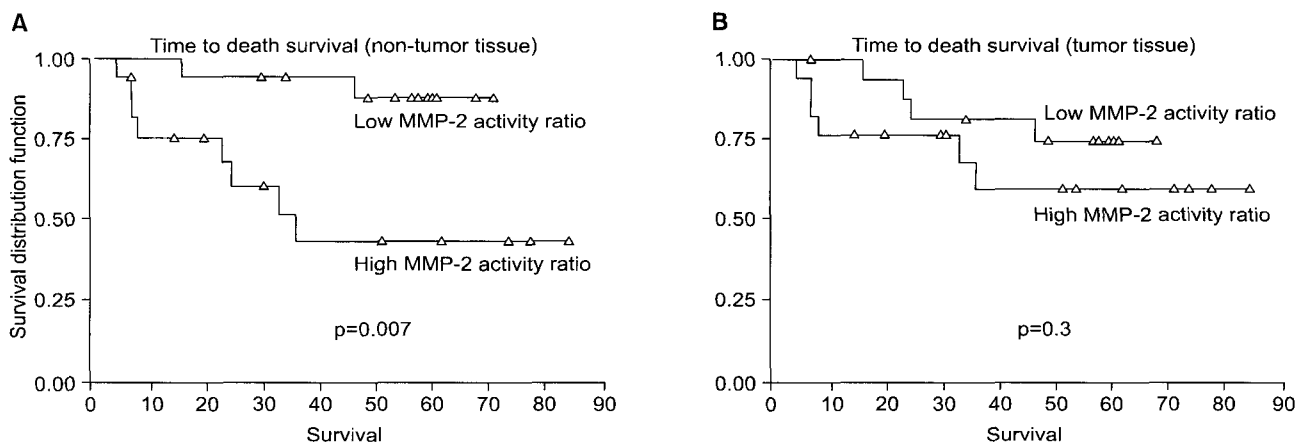 A
Time to death survival (non-tumor tissue)
Survival distribution function
1.00
0.75
0.50
0.25
0.00
Low MMP-2 activity ratio
High MMP-2 activity ratio
p=0.007
0 10 20 30 40 50 60 70 80 90
Survival
B
Time to death survival (tumor tissue)
1.00
0.75
0.50
0.25
0.00
Low MMP-2 activity ratio
High MMP-2 activity ratio
p=0.3
0 10 20 30 40 50 60 70 80 90
Survival